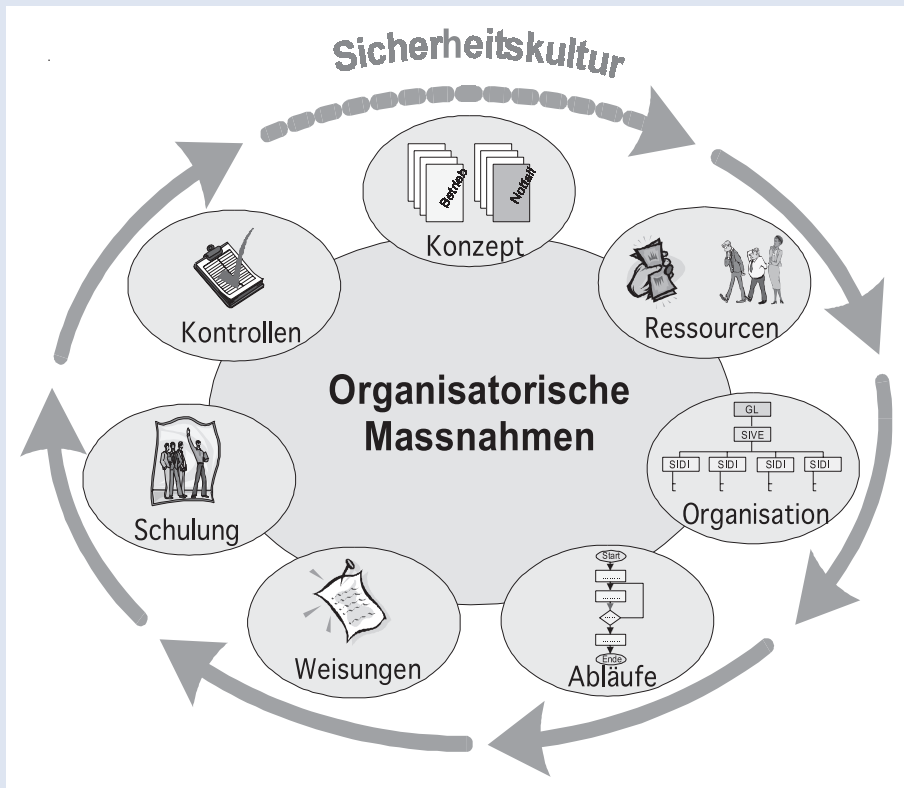 Sicherheitskultur
Betrieb
Notfall
Konzept
Ressourcen
GL
SIVE
SIDI SIDI SIDI SIDI
Organisation
Start
........
........
.....
........
Ende
Abläufe
Weisungen
Schulung
Kontrollen
Organisatorische
Massnahmen